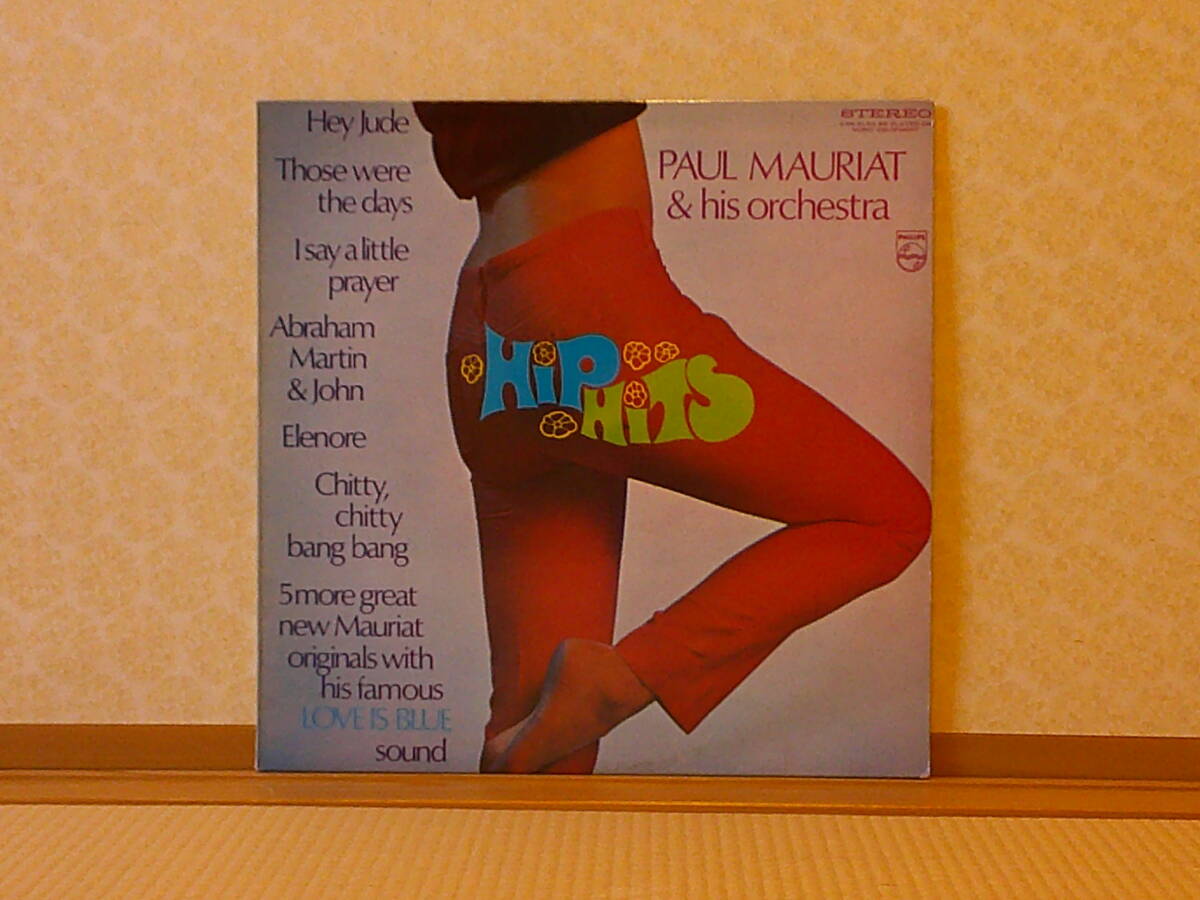 Hey Jude
Those were
the days
I say a little
prayer
Abraham
Martin
& John
Elenore
Chitty,
chitty
bang bang
5 more great
new Mauriat
originals with
his famous
LOVE IS BLUE
sound
STEREO
PAUL MAURIAT
& his orchestra
PHILIPS
HiP
HiTS